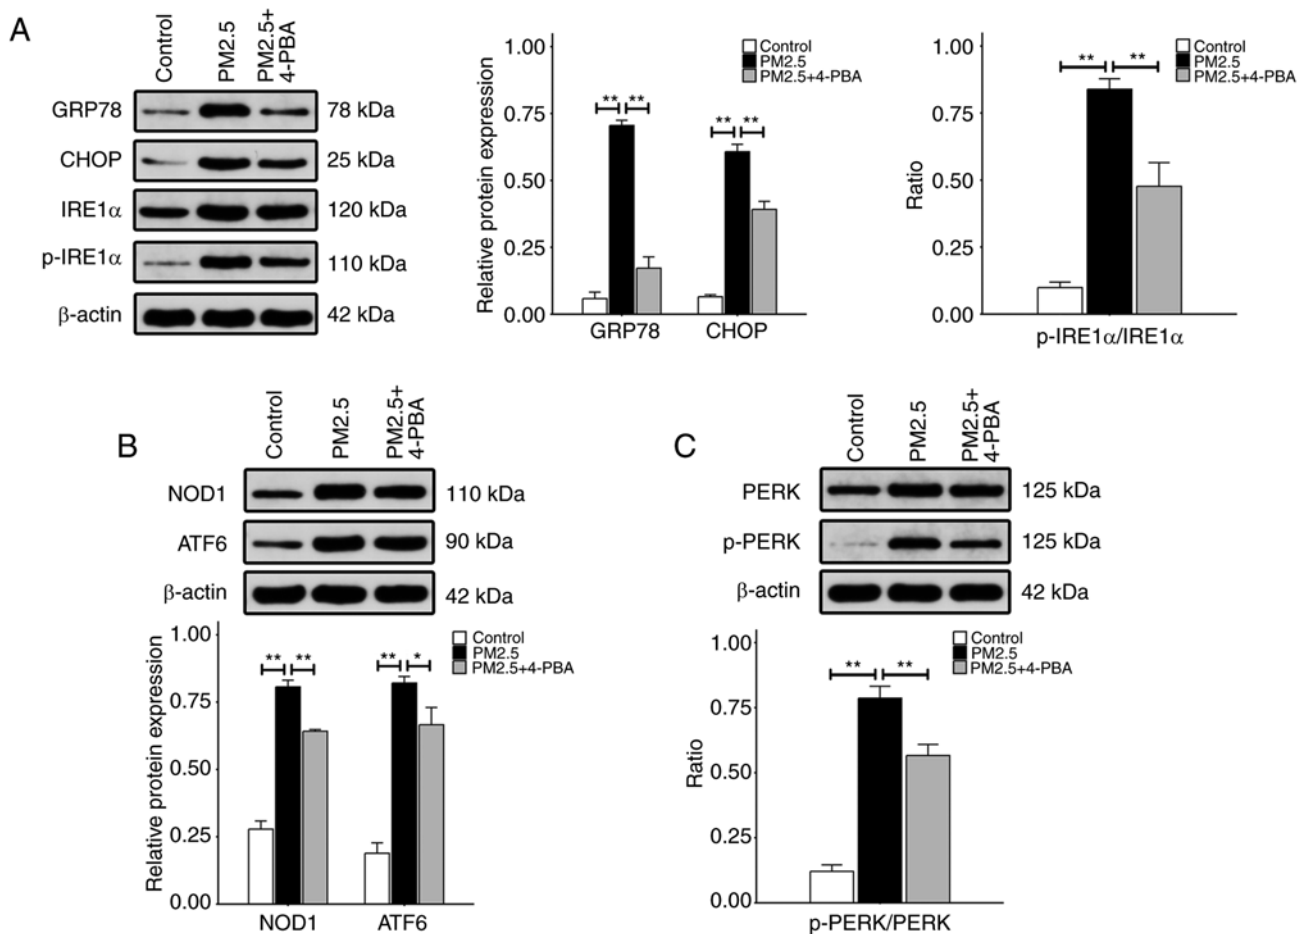 A
Control
PM2.5
PM2.5+
4-PBA
GRP78
78 kDa
CHOP
25 kDa
IRE1α
120 kDa
p-IRE1α
110 kDa
β-actin
42 kDa
Relative protein expression
1.00
0.75
0.50
0.25
0.00
Control
PM2.5
PM2.5+4-PBA
** **
** **
GRP78 CHOP
Ratio
1.00
0.75
0.50
0.25
0.00
Control
PM2.5
PM2.5+4-PBA
** **
p-IRE1α/IRE1α
B
Control
PM2.5
PM2.5+
4-PBA
NOD1
110 kDa
ATF6
90 kDa
β-actin
42 kDa
Relative protein expression
1.00
0.75
0.50
0.25
0.00
Control
PM2.5
PM2.5+4-PBA
** **
** *
NOD1 ATF6
C
Control
PM2.5
PM2.5+
4-PBA
PERK
125 kDa
p-PERK
125 kDa
β-actin
42 kDa
Ratio
1.00
0.75
0.50
0.25
0.00
Control
PM2.5
PM2.5+4-PBA
** **
p-PERK/PERK